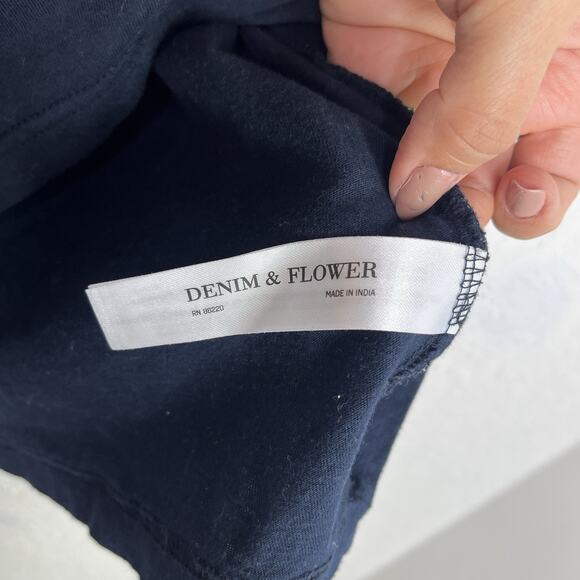 DENIM & FLOWER
RN 86220 MADE IN INDIA